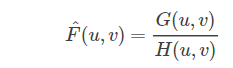 F̂(u, v) = G(u, v) / H(u, v)